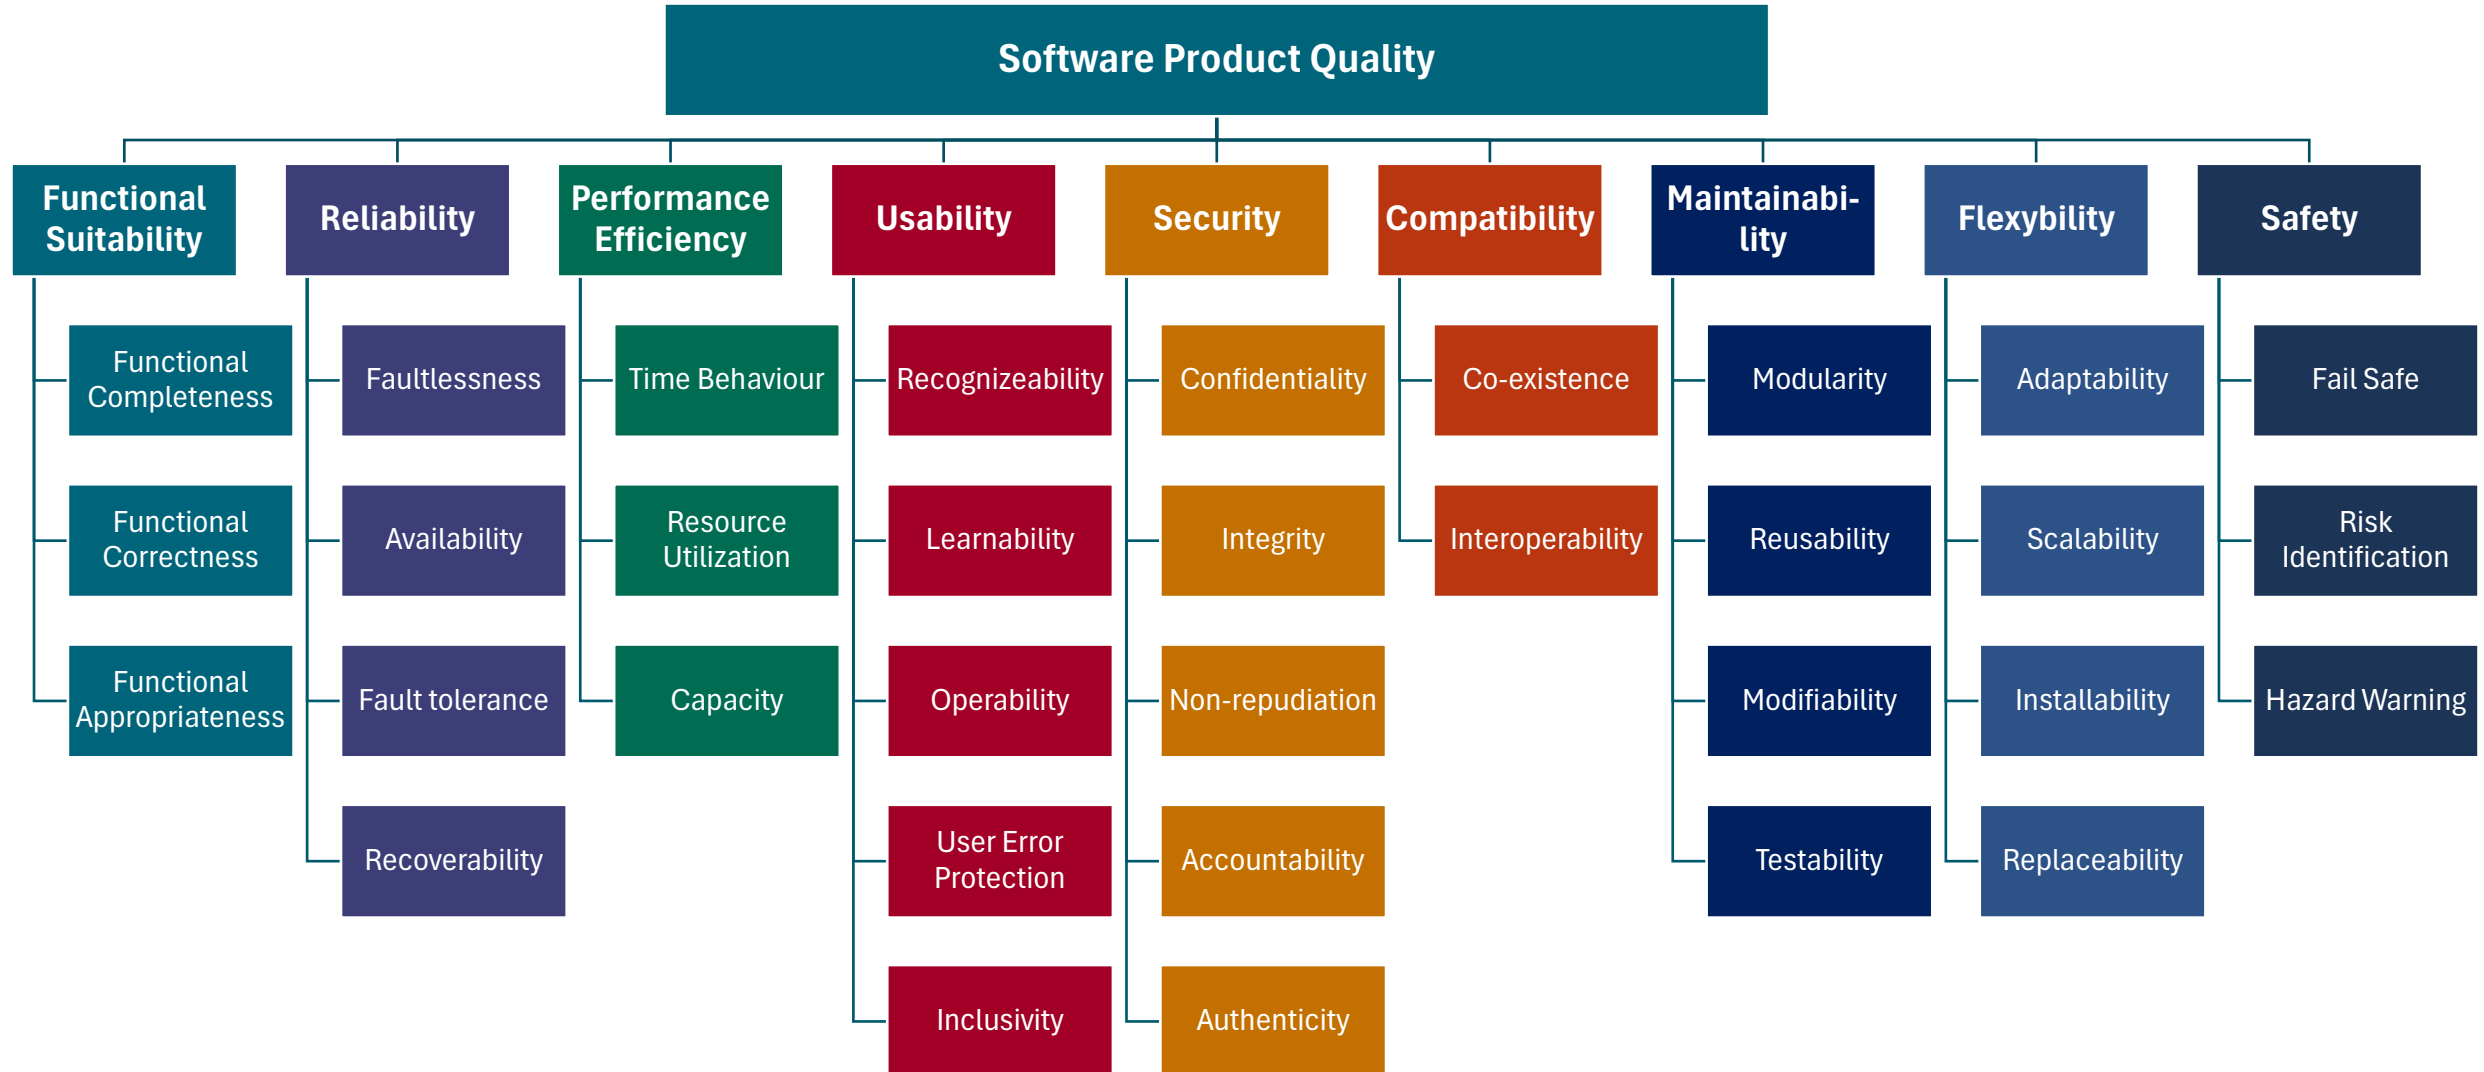 Software Product Quality
Functional
Suitability
Reliability
Performance
Efficiency
Usability
Security
Compatibility
Maintainabi-
lity
Flexybility
Safety
Functional
Completeness
Faultlessness
Time Behaviour
Recognizeability
Confidentiality
Co-existence
Modularity
Adaptability
Fail Safe
Functional
Correctness
Availability
Resource
Utilization
Learnability
Integrity
Interoperability
Reusability
Scalability
Risk
Identification
Functional
Appropriateness
Fault tolerance
Capacity
Operability
Non-repudiation
Modifiability
Installability
Hazard Warning
Recoverability
User Error
Protection
Accountability
Testability
Replaceability
Inclusivity
Authenticity